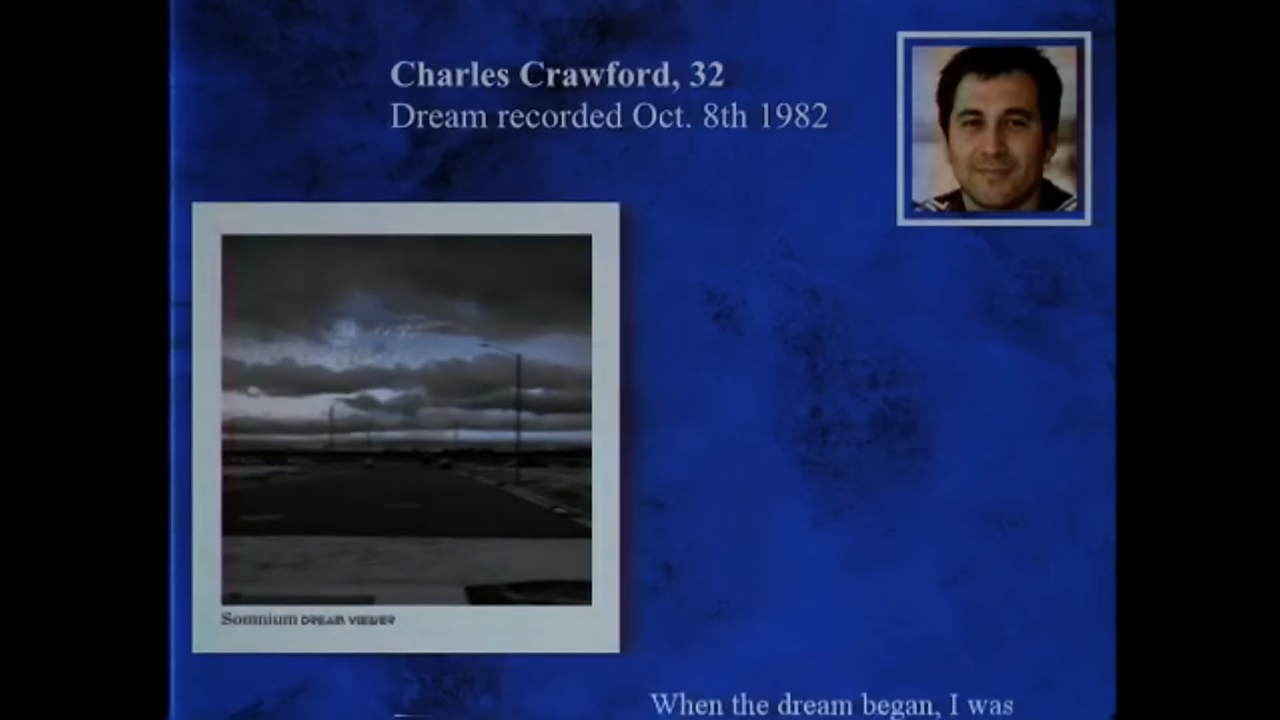 Charles Crawford, 32
Dream recorded Oct. 8th 1982
Somnium DREAM VIEWER
When the dream began, I was